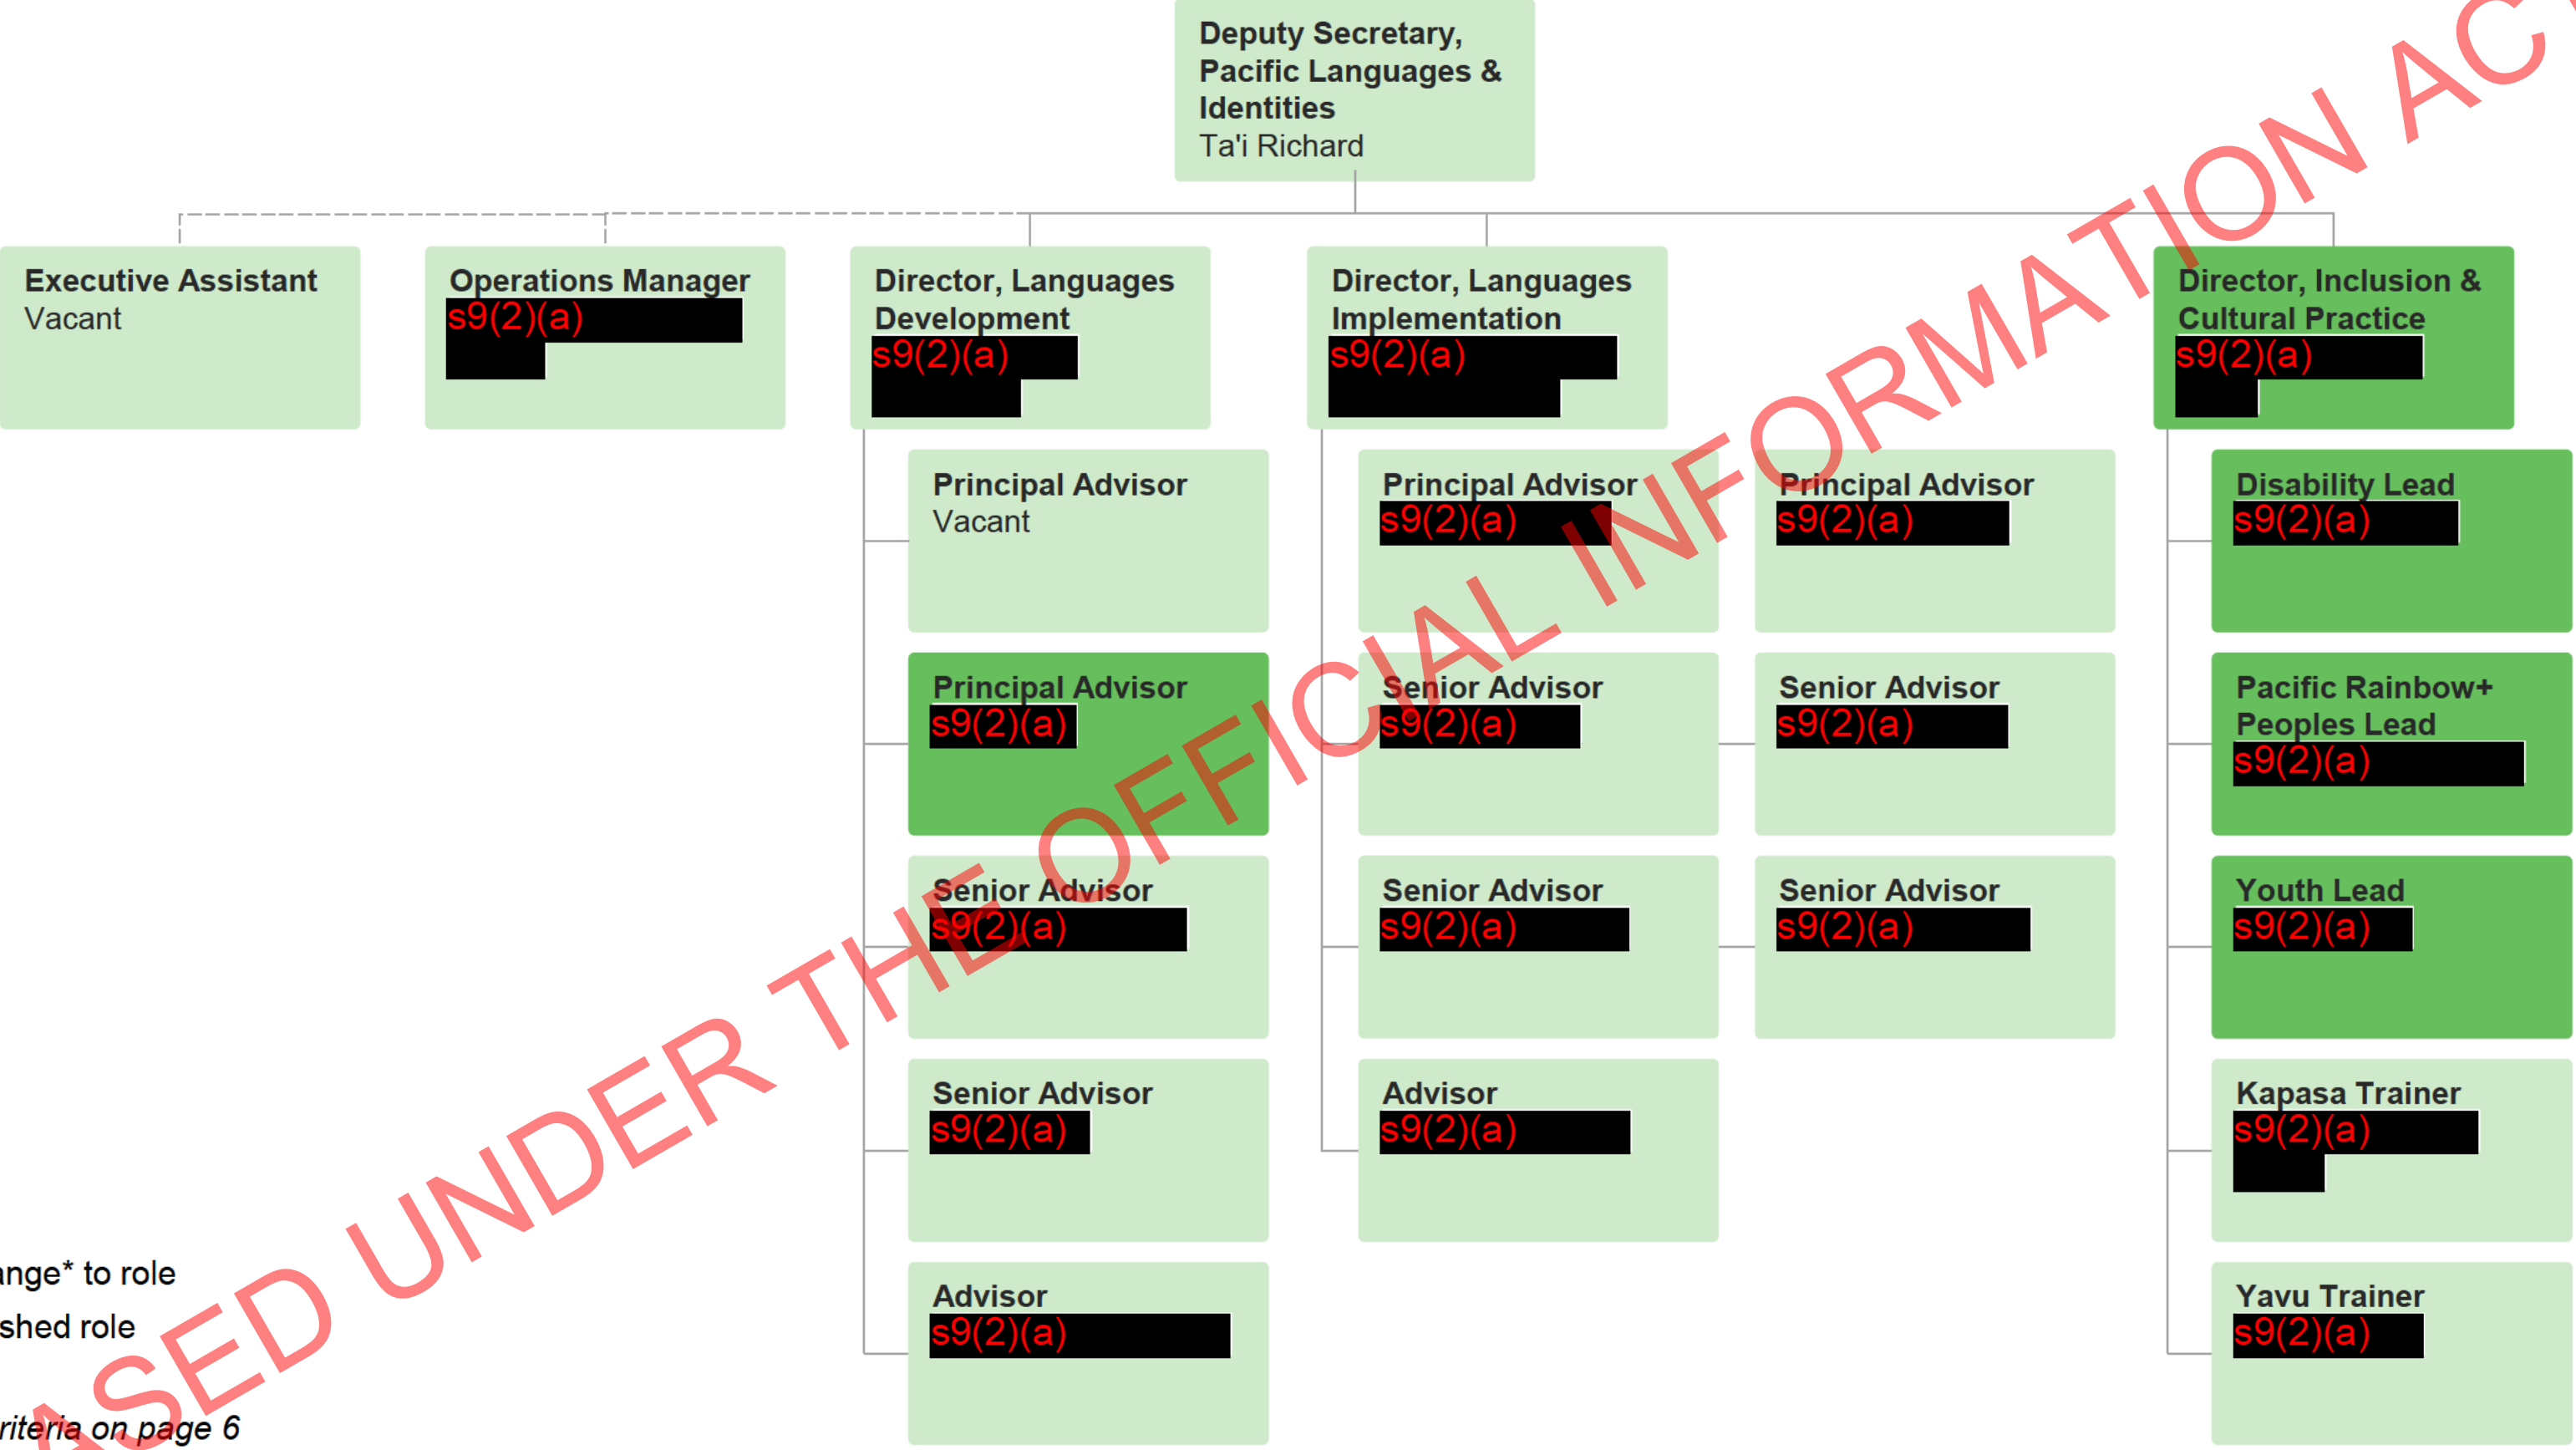 Deputy Secretary,
Pacific Languages &
Identities
Ta'i Richard
Executive Assistant
Vacant
Operations Manager
s9(2)(a)
Director, Languages
Development
s9(2)(a)
Director, Languages
Implementation
s9(2)(a)
Director, Inclusion &
Cultural Practice
s9(2)(a)
Principal Advisor
Vacant
Principal Advisor
s9(2)(a)
Senior Advisor
s9(2)(a)
Senior Advisor
s9(2)(a)
Advisor
s9(2)(a)
Principal Advisor
s9(2)(a)
Senior Advisor
s9(2)(a)
Senior Advisor
s9(2)(a)
Advisor
s9(2)(a)
Principal Advisor
s9(2)(a)
Senior Advisor
s9(2)(a)
Senior Advisor
s9(2)(a)
Disability Lead
s9(2)(a)
Pacific Rainbow+
Peoples Lead
s9(2)(a)
Youth Lead
s9(2)(a)
Kapasa Trainer
s9(2)(a)
Yavu Trainer
s9(2)(a)
ange* to role
shed role
riteria on page 6
ASED UNDER THE OFFICIAL INFORMATION AC